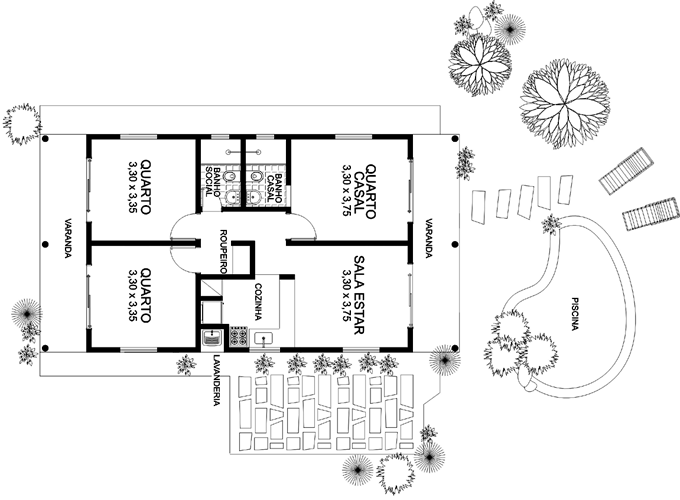 QUARTO
3,30 x 3,35
BANHO
SOCIAL
BANHO
CASAL
QUARTO
CASAL
3,30 x 3,75
VARANDA
ROUPEIRO
VARANDA
QUARTO
3,30 x 3,35
COZINHA
SALA ESTAR
3,30 x 3,75
PISCINA
LAVANDERIA